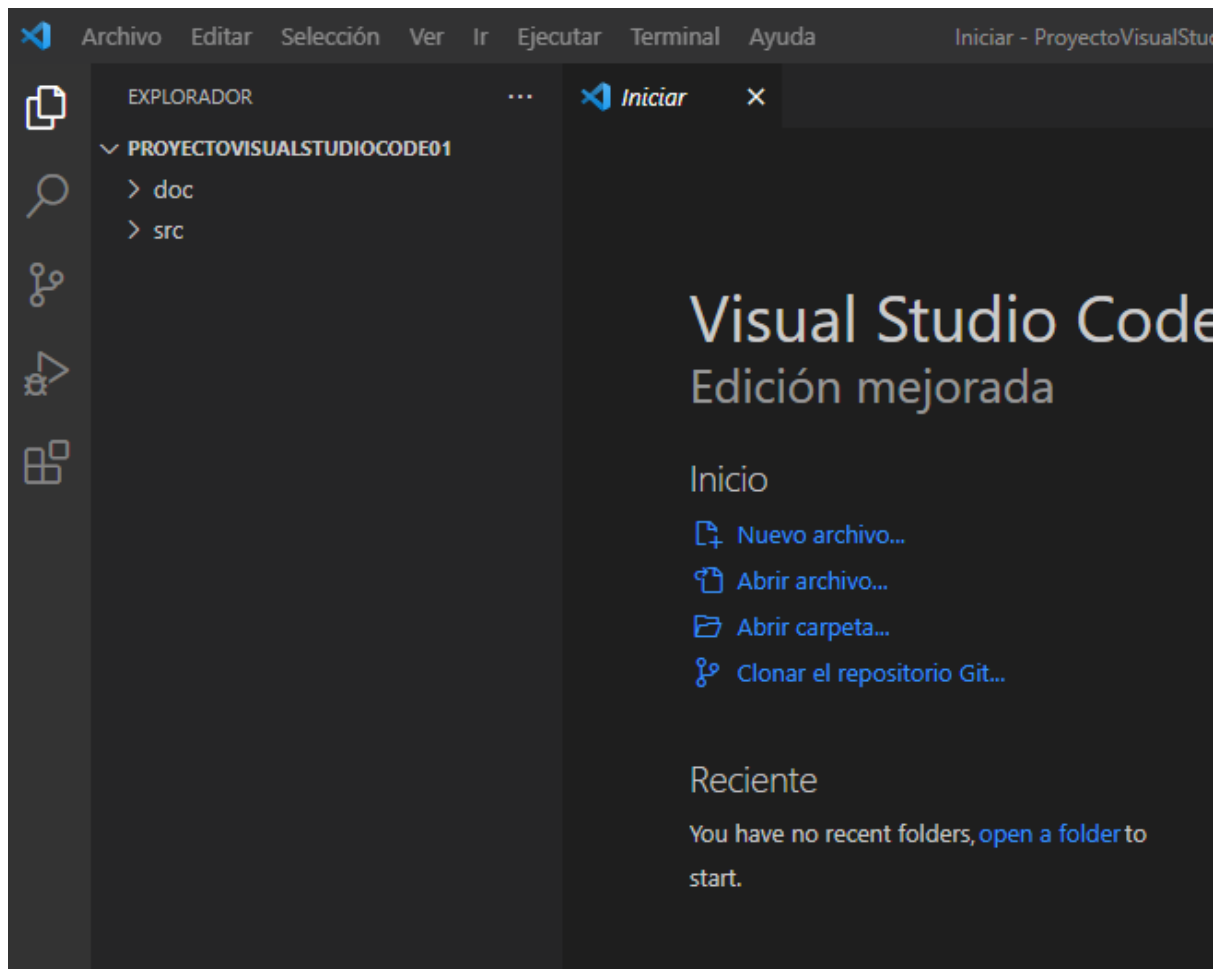 Archivo Editar Selección Ver Ir Ejecutar Terminal Ayuda Iniciar - ProyectoVisualStud
EXPLORADOR
Iniciar
PROYECTOVISUALSTUDIOCODE01
doc
src
Visual Studio Code
Edición mejorada
Inicio
Nuevo archivo...
Abrir archivo...
Abrir carpeta...
Clonar el repositorio Git...
Reciente
You have no recent folders, open a folder to
start.